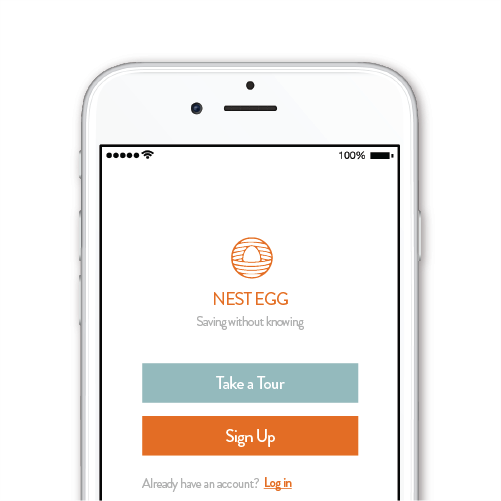 100%
NEST EGG
Saving without knowing
Take a Tour
Sign Up
Already have an account? Log in